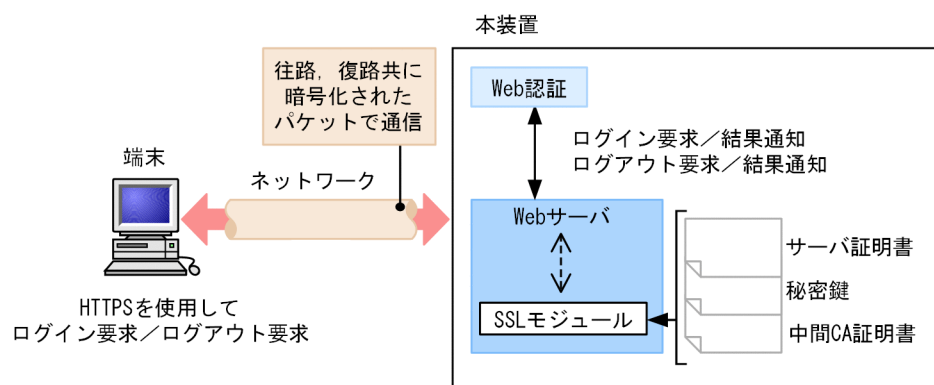 本装置
往路，復路共に
暗号化された
パケットで通信
Web認証
ログイン要求／結果通知
ログアウト要求／結果通知
端末
ネットワーク
Webサーバ
サーバ証明書
秘密鍵
SSLモジュール
中間CA証明書
HTTPSを使用して
ログイン要求／ログアウト要求